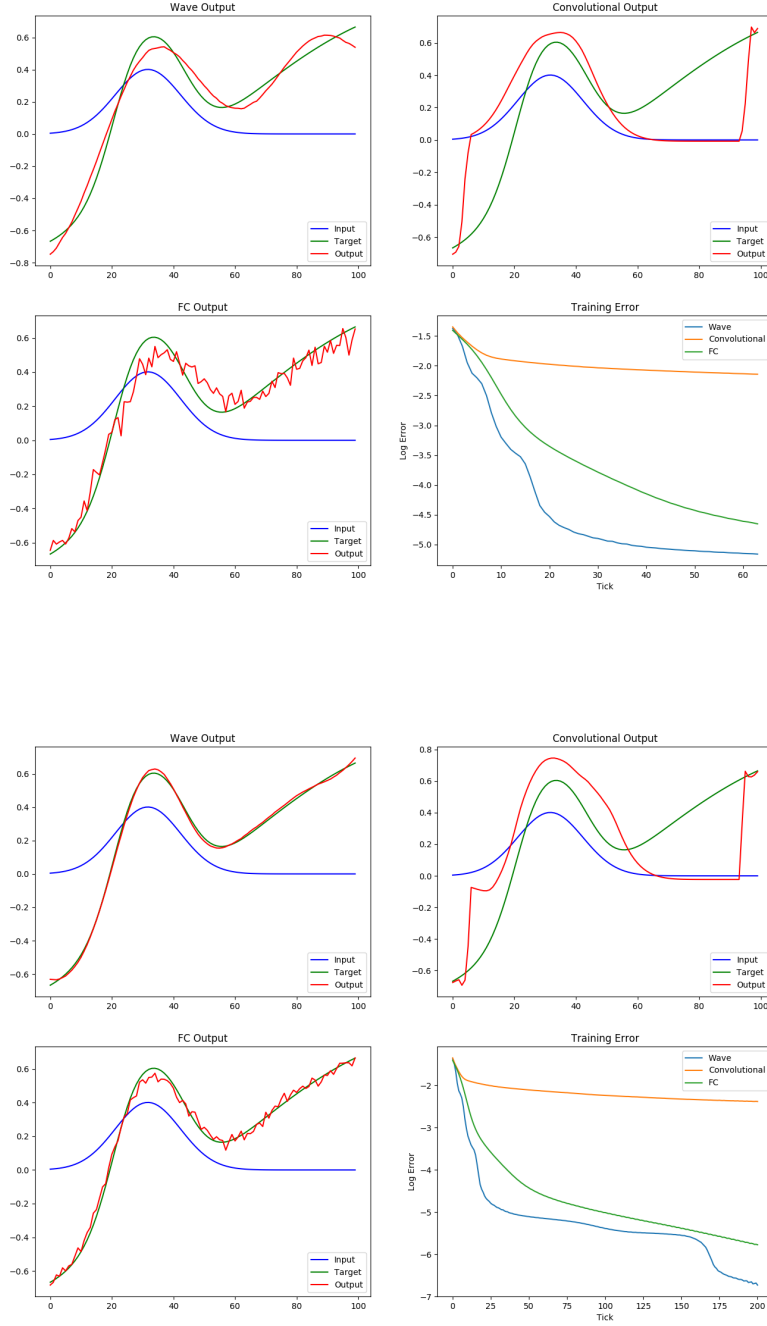 Wave Output
0.6
0.4
0.2
0.0
−0.2
−0.4
−0.6
−0.8
0 20 40 60 80 100
Input
Target
Output
Convolutional Output
0.6
0.4
0.2
0.0
−0.2
−0.4
−0.6
0 20 40 60 80 100
Input
Target
Output
FC Output
0.6
0.4
0.2
0.0
−0.2
−0.4
−0.6
0 20 40 60 80 100
Input
Target
Output
Training Error
Log Error
−1.5
−2.0
−2.5
−3.0
−3.5
−4.0
−4.5
−5.0
0 10 20 30 40 50 60
Tick
Wave
Convolutional
FC
Wave Output
0.6
0.4
0.2
0.0
−0.2
−0.4
−0.6
0 20 40 60 80 100
Input
Target
Output
Convolutional Output
0.8
0.6
0.4
0.2
0.0
−0.2
−0.4
−0.6
0 20 40 60 80 100
Input
Target
Output
FC Output
0.6
0.4
0.2
0.0
−0.2
−0.4
−0.6
0 20 40 60 80 100
Input
Target
Output
Training Error
Log Error
−2
−3
−4
−5
−6
−7
0 25 50 75 100 125 150 175 200
Tick
Wave
Convolutional
FC